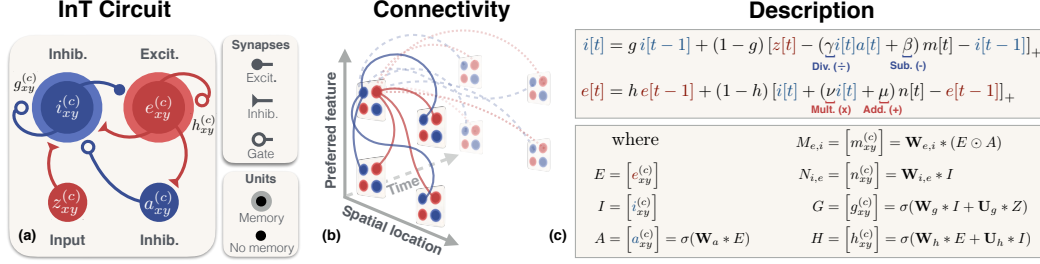 InT Circuit
Inhib.
Excit.
g_{xy}^{(c)}
i_{xy}^{(c)}
e_{xy}^{(c)}
h_{xy}^{(c)}
z_{xy}^{(c)}
a_{xy}^{(c)}
(a)
Input
Inhib.
Synapses
Excit.
Inhib.
Gate
Units
Memory
No memory
Connectivity
Preferred feature
Time
Spatial location
(b)
Description
i[t] = g i[t − 1] + (1 − g) [z[t] − (γi[t]a[t] + β) m[t] − i[t − 1]]_+
Div. (÷) Sub. (-)
e[t] = h e[t − 1] + (1 − h) [i[t] + (νi[t] + μ) n[t] − e[t − 1]]_+
Mult. (x) Add. (+)
where
M_{e,i} = [m_{xy}^{(c)}] = W_{e,i} * (E ⊙ A)
E = [e_{xy}^{(c)}]
N_{i,e} = [n_{xy}^{(c)}] = W_{i,e} * I
I = [i_{xy}^{(c)}]
G = [g_{xy}^{(c)}] = σ(W_g * I + U_g * Z)
A = [a_{xy}^{(c)}] = σ(W_a * E)
H = [h_{xy}^{(c)}] = σ(W_h * E + U_h * I)
(c)